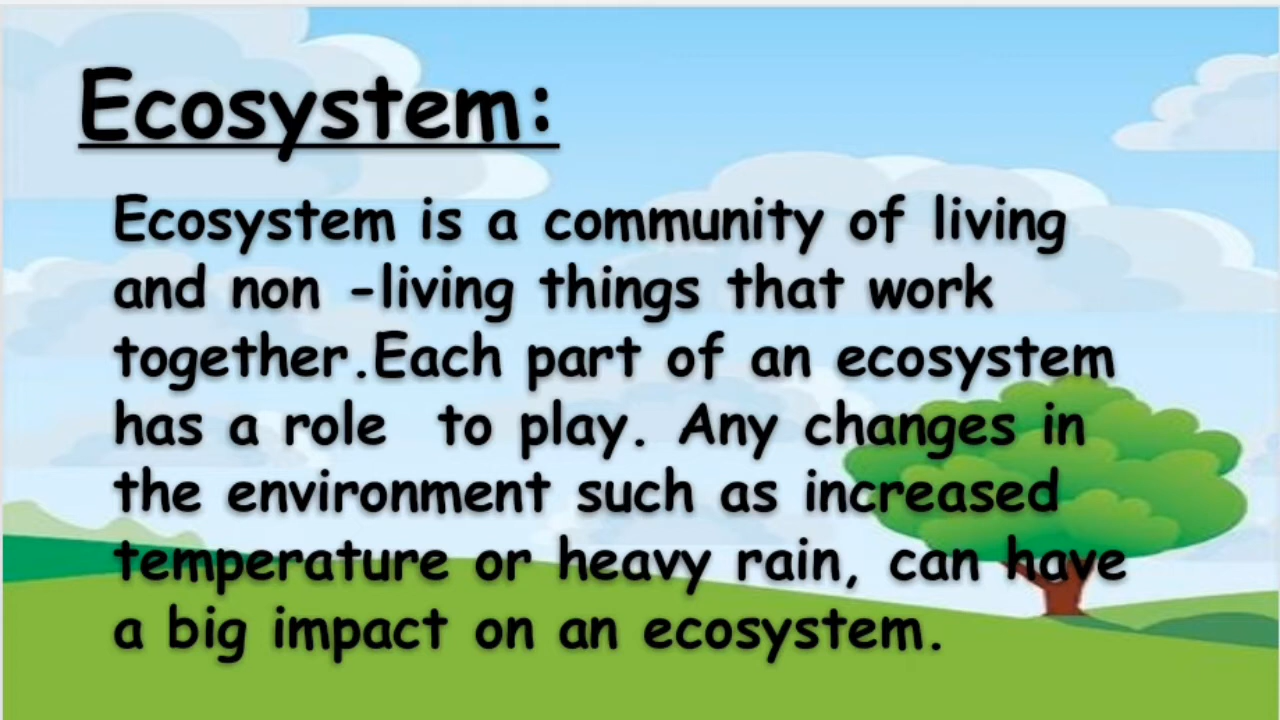 Ecosystem:
Ecosystem is a community of living
and non -living things that work
together.Each part of an ecosystem
has a role  to play. Any changes in
the environment such as increased
temperature or heavy rain, can have
a big impact on an ecosystem.